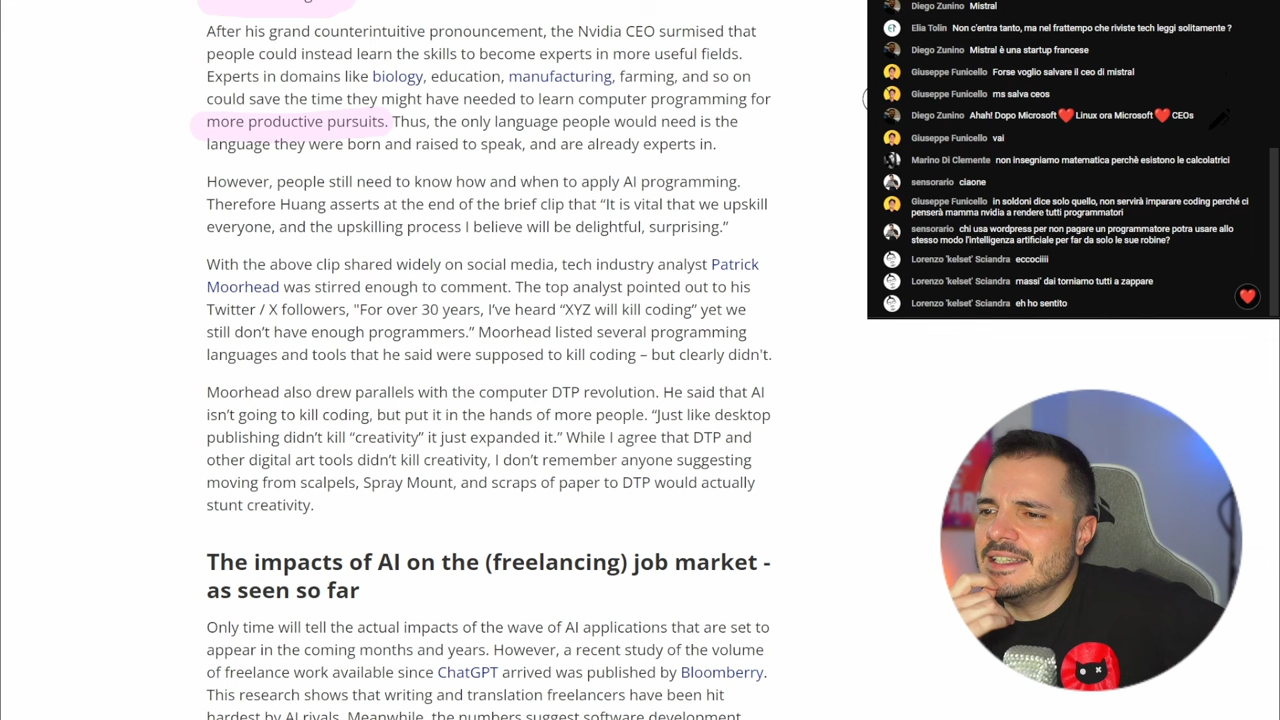 After his grand counterintuitive pronouncement, the Nvidia CEO surmised that
people could instead learn the skills to become experts in more useful fields.
Experts in domains like biology, education, manufacturing, farming, and so on
could save the time they might have needed to learn computer programming for
more productive pursuits. Thus, the only language people would need is the
language they were born and raised to speak, and are already experts in.
However, people still need to know how and when to apply AI programming.
Therefore Huang asserts at the end of the brief clip that “It is vital that we upskill
everyone, and the upskilling process I believe will be delightful, surprising.”
With the above clip shared widely on social media, tech industry analyst Patrick
Moorhead was stirred enough to comment. The top analyst pointed out to his
Twitter / X followers, "For over 30 years, I’ve heard “XYZ will kill coding” yet we
still don’t have enough programmers.” Moorhead listed several programming
languages and tools that he said were supposed to kill coding – but clearly didn't.
Moorhead also drew parallels with the computer DTP revolution. He said that AI
isn’t going to kill coding, but put it in the hands of more people. “Just like desktop
publishing didn’t kill “creativity” it just expanded it.” While I agree that DTP and
other digital art tools didn’t kill creativity, I don’t remember anyone suggesting
moving from scalpels, Spray Mount, and scraps of paper to DTP would actually
stunt creativity.
The impacts of AI on the (freelancing) job market -
as seen so far
Only time will tell the actual impacts of the wave of AI applications that are set to
appear in the coming months and years. However, a recent study of the volume
of freelance work available since ChatGPT arrived was published by Bloomberry.
This research shows that writing and translation freelancers have been hit
hardest by AI rivals. Meanwhile, the numbers suggest software development
Diego Zunino Mistral
Elia Tolin Non c'entra tanto, ma nel frattempo che riviste tech leggi solitamente ?
Diego Zunino Mistral è una startup francese
Giuseppe Funicello Forse voglio salvare il ceo di mistral
Giuseppe Funicello ms salva ceos
Diego Zunino Ahah! Dopo Microsoft❤️Linux ora Microsoft❤️CEOs
Giuseppe Funicello vai
Marino Di Clemente non insegniamo matematica perchè esistono le calcolatrici
sensorario ciaone
Giuseppe Funicello in soldoni dice solo quello, non servirà imparare coding perché ci
penserà mamma nvidia a rendere tutti programmatori
sensorario chi usa wordpress per non pagare un programmatore potra usare allo
stesso modo l'intelligenza artificiale per far da solo le sue robine?
Lorenzo 'kelset' Sciandra eccociiii
Lorenzo 'kelset' Sciandra massi' dai torniamo tutti a zappare
Lorenzo 'kelset' Sciandra eh ho sentito